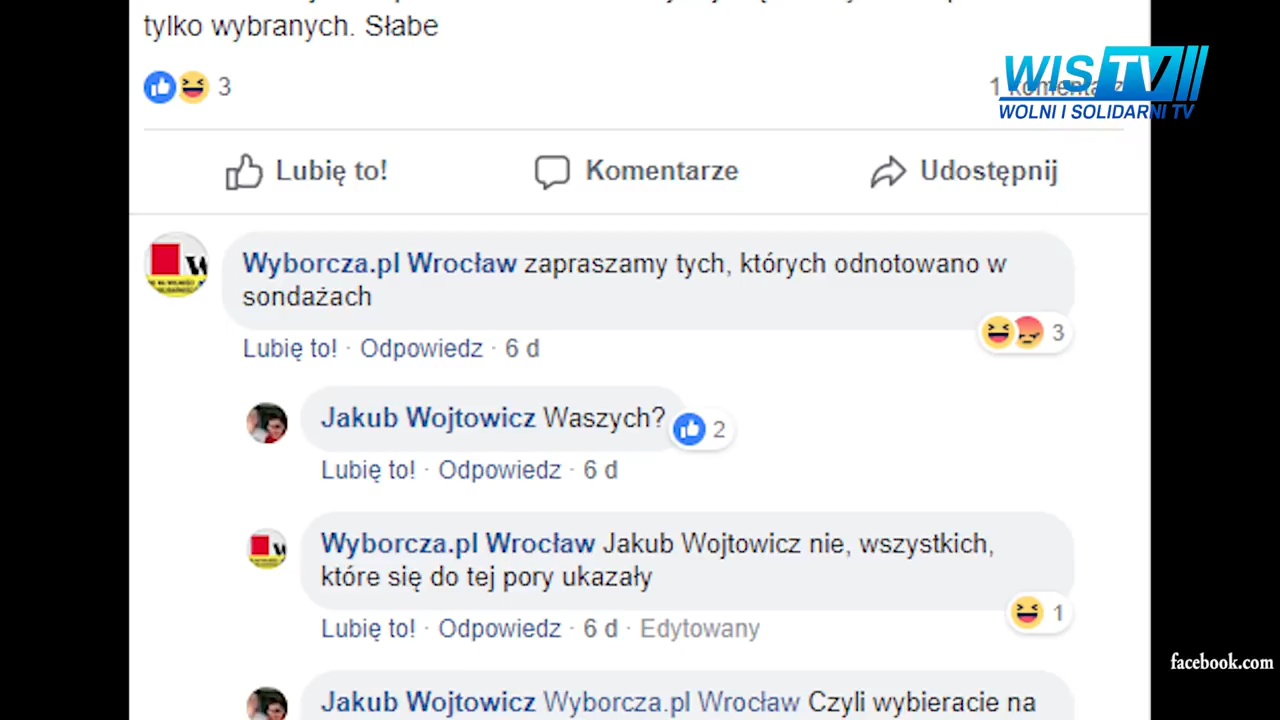 tylko wybranych. Słabe
3
1 komentarz
WIS TV
WOLNI I SOLIDARNI TV
Lubię to!
Komentarze
Udostępnij
Wyborcza.pl Wrocław zapraszamy tych, których odnotowano w
sondażach
3
Lubię to! · Odpowiedz · 6 d
Jakub Wojtowicz Waszych?
2
Lubię to! · Odpowiedz · 6 d
Wyborcza.pl Wrocław Jakub Wojtowicz nie, wszystkich,
które się do tej pory ukazały
1
Lubię to! · Odpowiedz · 6 d · Edytowany
facebook.com
Jakub Wojtowicz Wyborcza.pl Wrocław Czyli wybieracie na